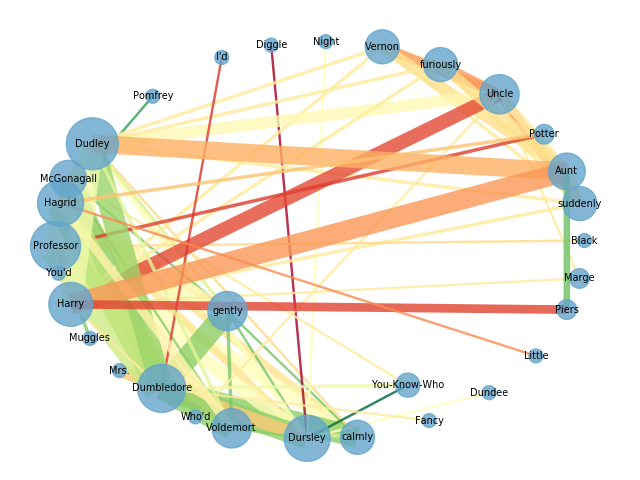 Night
Diggle
Vernon
I'd
furiously
Uncle
Pomfrey
Potter
Dudley
Aunt
McGonagall
Hagrid
suddenly
Black
Professor
You'd
Marge
Harry
gently
Piers
Muggles
Little
Mrs.
Dumbledore
You-Know-Who
Dundee
Who'd
Fancy
Voldemort
Dursley
calmly